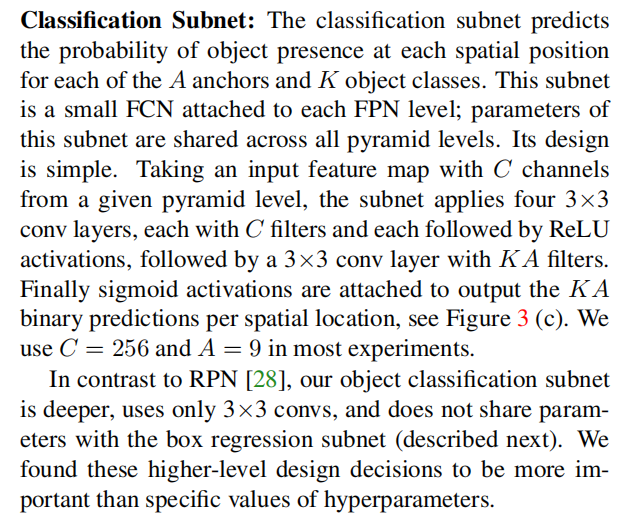 Classification Subnet: The classification subnet predicts
the probability of object presence at each spatial position
for each of the A anchors and K object classes. This subnet
is a small FCN attached to each FPN level; parameters of
this subnet are shared across all pyramid levels. Its design
is simple. Taking an input feature map with C channels
from a given pyramid level, the subnet applies four 3×3
conv layers, each with C filters and each followed by ReLU
activations, followed by a 3×3 conv layer with KA filters.
Finally sigmoid activations are attached to output the KA
binary predictions per spatial location, see Figure 3 (c). We
use C = 256 and A = 9 in most experiments.
In contrast to RPN [28], our object classification subnet
is deeper, uses only 3×3 convs, and does not share param-
eters with the box regression subnet (described next). We
found these higher-level design decisions to be more im-
portant than specific values of hyperparameters.